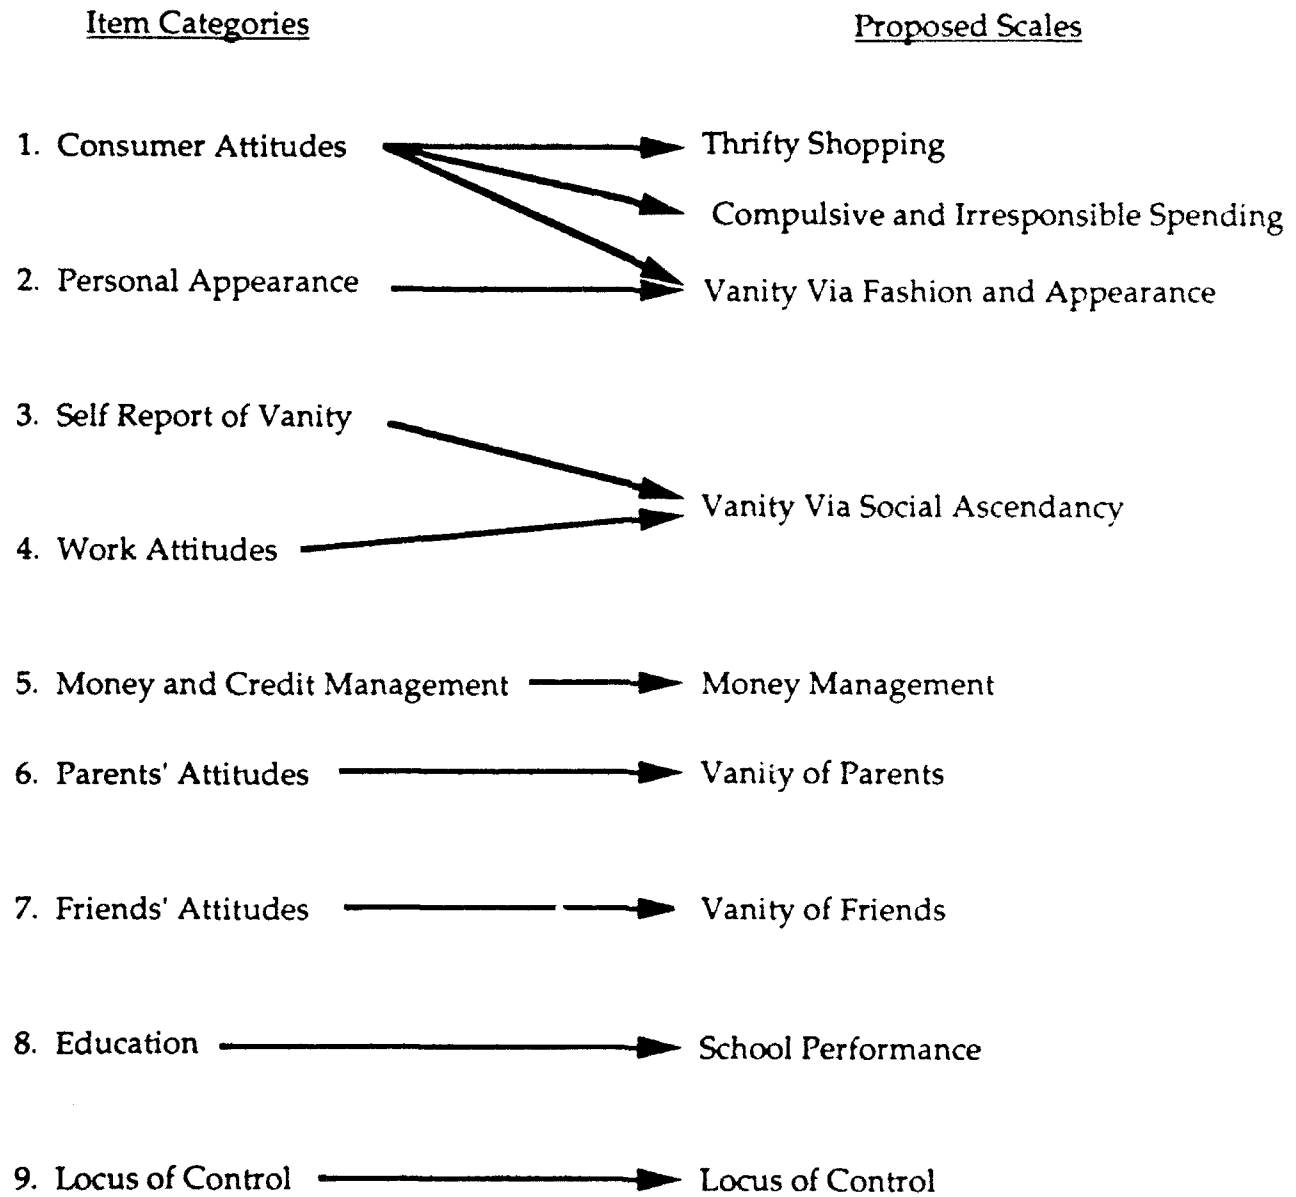 Item Categories Proposed Scales
1. Consumer Attitudes Thrifty Shopping
Compulsive and Irresponsible Spending
2. Personal Appearance Vanity Via Fashion and Appearance
3. Self Report of Vanity
Vanity Via Social Ascendancy
4. Work Attitudes
5. Money and Credit Management Money Management
6. Parents' Attitudes Vanity of Parents
7. Friends' Attitudes Vanity of Friends
8. Education School Performance
9. Locus of Control Locus of Control